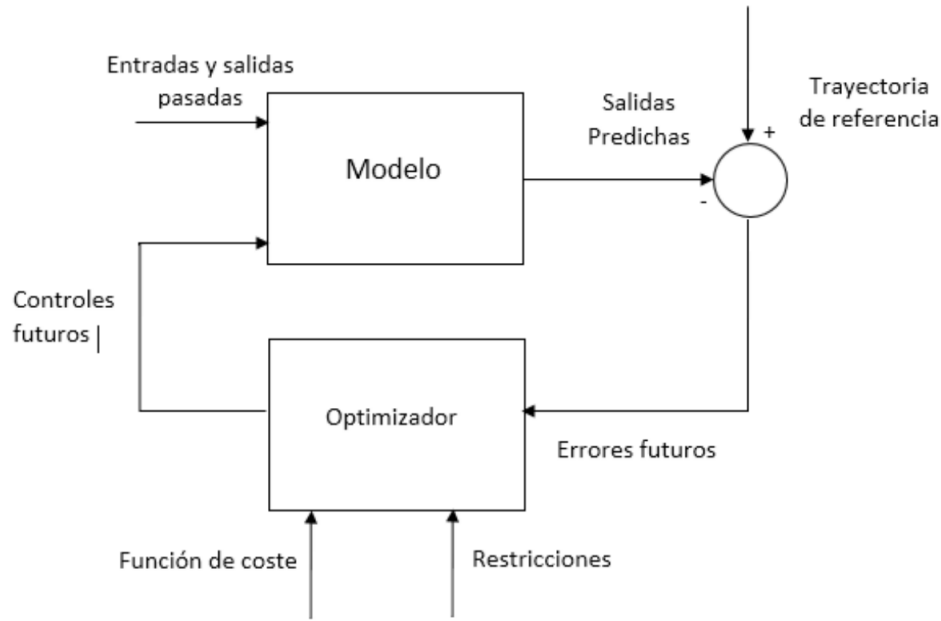 Entradas y salidas
pasadas
Modelo
Salidas
Predichas
Trayectoria
de referencia
+
-
Controles
futuros |
Optimizador
Errores futuros
Función de coste
Restricciones